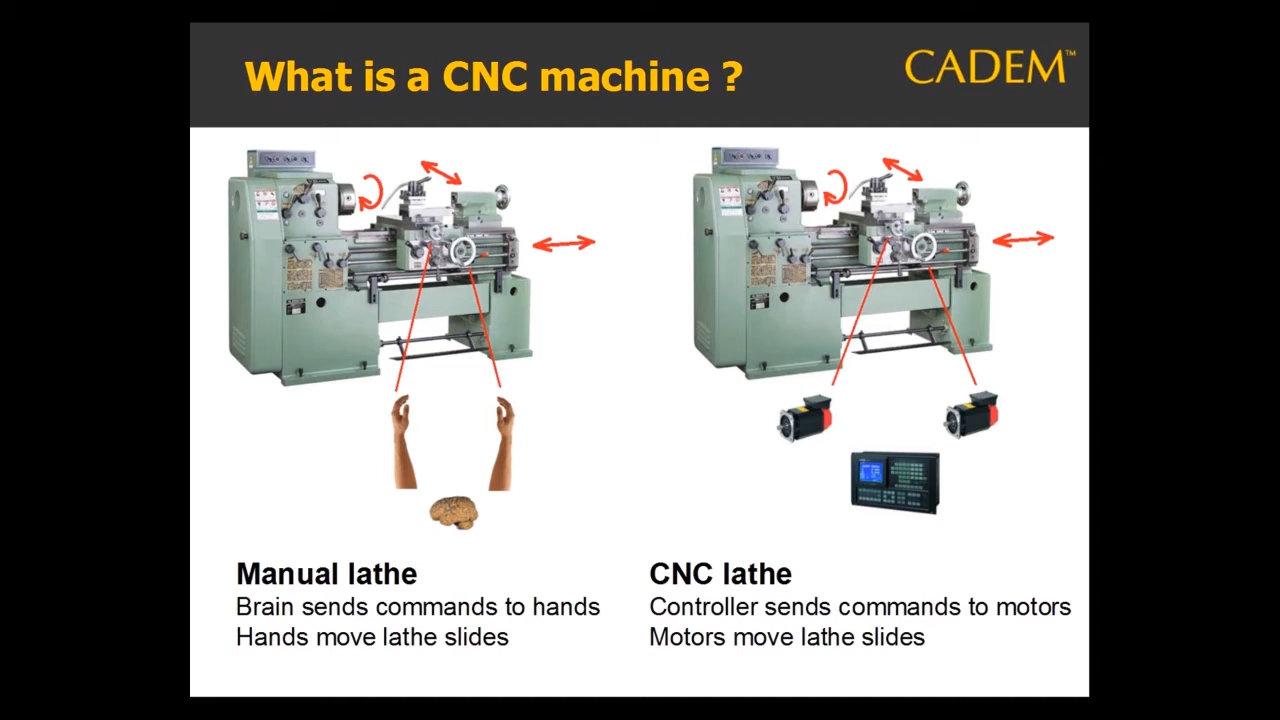 What is a CNC machine ?
CADEM™
Manual lathe
Brain sends commands to hands
Hands move lathe slides
CNC lathe
Controller sends commands to motors
Motors move lathe slides